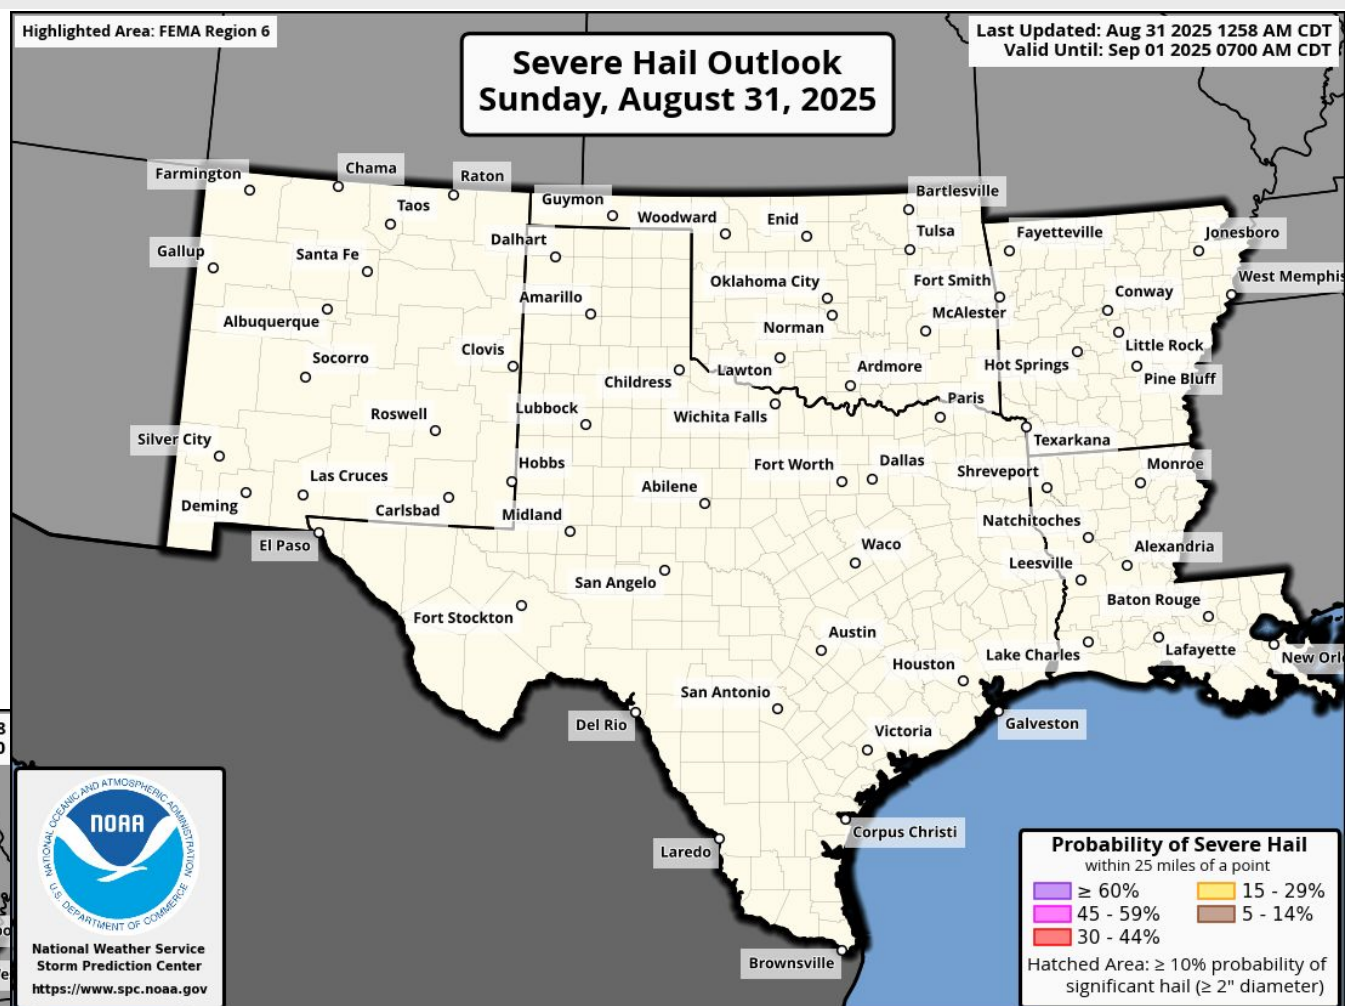 Highlighted Area: FEMA Region 6
Severe Hail Outlook
Sunday, August 31, 2025
Last Updated: Aug 31 2025 1258 AM CDT
Valid Until: Sep 01 2025 0700 AM CDT
Farmington
Chama
Raton
Taos
Guymon
Woodward
Enid
Bartlesville
Tulsa
Fayetteville
Jonesboro
Gallup
Santa Fe
Dalhart
Oklahoma City
Fort Smith
West Memphis
Albuquerque
Amarillo
Norman
McAlester
Conway
Little Rock
Socorro
Clovis
Childress
Lawton
Ardmore
Hot Springs
Pine Bluff
Roswell
Lubbock
Wichita Falls
Paris
Texarkana
Silver City
Las Cruces
Hobbs
Abilene
Fort Worth
Dallas
Shreveport
Monroe
Deming
Carlsbad
Midland
Natchitoches
El Paso
San Angelo
Waco
Leesville
Alexandria
Fort Stockton
Austin
Baton Rouge
Houston
Lake Charles
Lafayette
New Orl
San Antonio
Del Rio
Victoria
Galveston
Laredo
Corpus Christi
Brownsville
8
0
NATIONAL OCEANIC AND ATMOSPHERIC ADMINISTRATION
NOAA
U.S. DEPARTMENT OF COMMERCE
National Weather Service
Storm Prediction Center
https://www.spc.noaa.gov
Probability of Severe Hail
within 25 miles of a point
≥ 60%
15 - 29%
45 - 59%
5 - 14%
30 - 44%
Hatched Area: ≥ 10% probability of
significant hail (≥ 2" diameter)